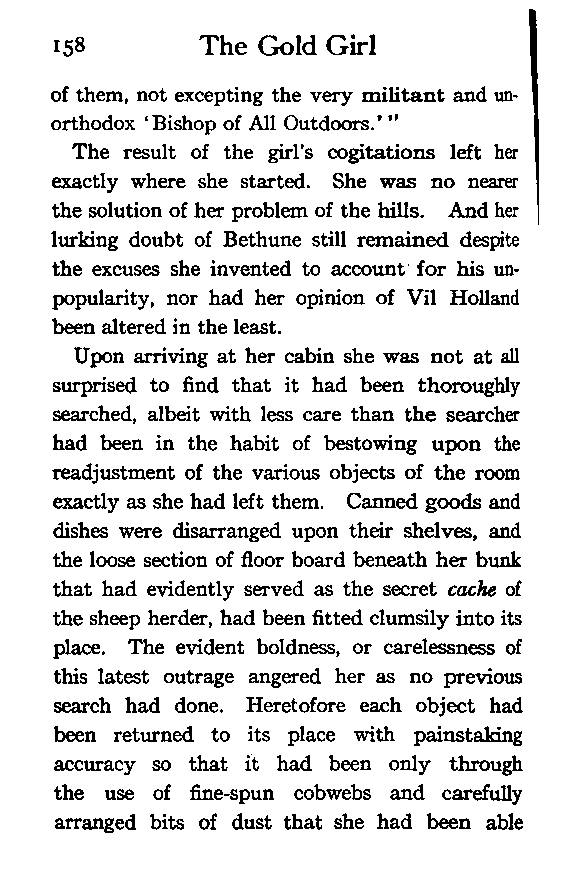 158 The Gold Girl
of them, not excepting the very militant and un-
orthodox ‘Bishop of All Outdoors.’”
The result of the girl's cogitations left her
exactly where she started. She was no nearer
the solution of her problem of the hills. And her
lurking doubt of Bethune still remained despite
the excuses she invented to account for his un-
popularity, nor had her opinion of Vil Holland
been altered in the least.
Upon arriving at her cabin she was not at all
surprised to find that it had been thoroughly
searched, albeit with less care than the searcher
had been in the habit of bestowing upon the
readjustment of the various objects of the room
exactly as she had left them. Canned goods and
dishes were disarranged upon their shelves, and
the loose section of floor board beneath her bunk
that had evidently served as the secret cache of
the sheep herder, had been fitted clumsily into its
place. The evident boldness, or carelessness of
this latest outrage angered her as no previous
search had done. Heretofore each object had
been returned to its place with painstaking
accuracy so that it had been only through
the use of fine-spun cobwebs and carefully
arranged bits of dust that she had been able